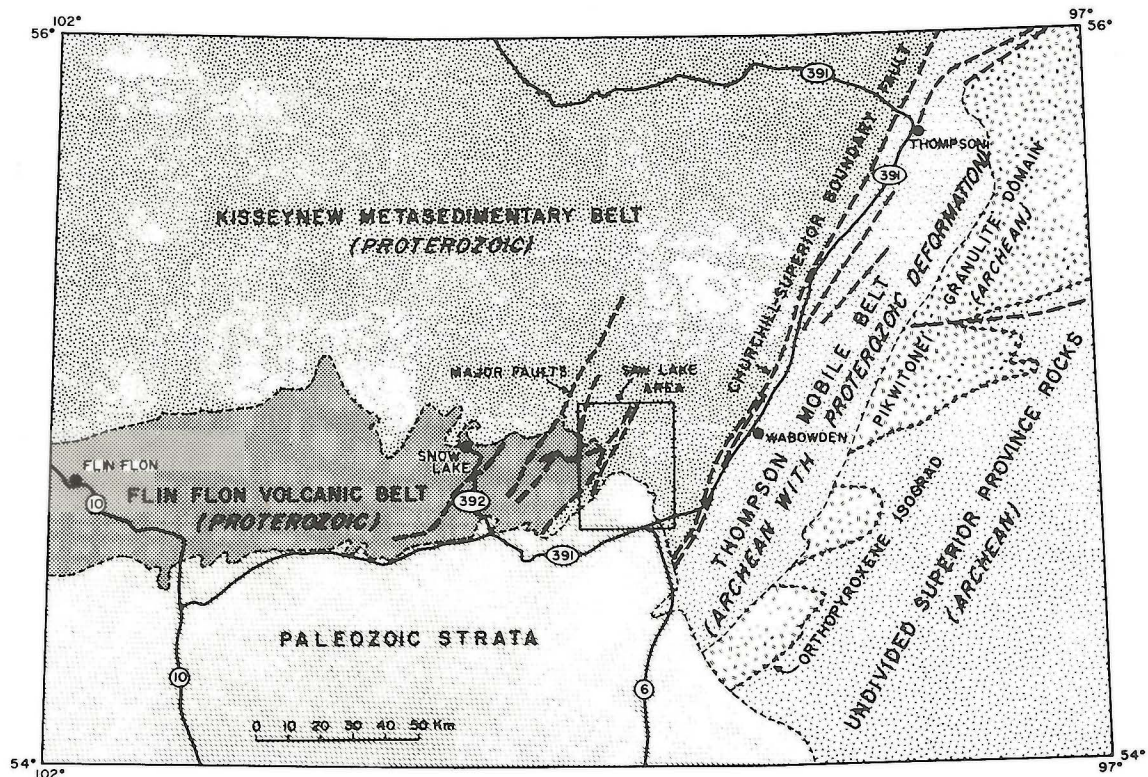 102°
56°
97°
56°
391
CHURCHILL-SUPERIOR BOUNDARY FAULT
THOMPSON
391
KISSEYNEW METASEDIMENTARY BELT
(PROTEROZOIC)
THOMPSON MOBILE BELT
(ARCHEAN WITH PROTEROZOIC DEFORMATION)
PIKWITONEI GRANULITE DOMAIN
(ARCHEAN)
MAJOR FAULTS
LAKE
AREA
WABOWDEN
SNOW
LAKE
FLIN FLON
10
FLIN FLON VOLCANIC BELT
(PROTEROZOIC)
392
391
ORTHOPYROXENE ISOGRAD
UNDIVIDED SUPERIOR PROVINCE ROCKS
(ARCHEAN)
PALEOZOIC STRATA
10
6
0 10 20 30 40 50 Km
54°
102°
54°
97°